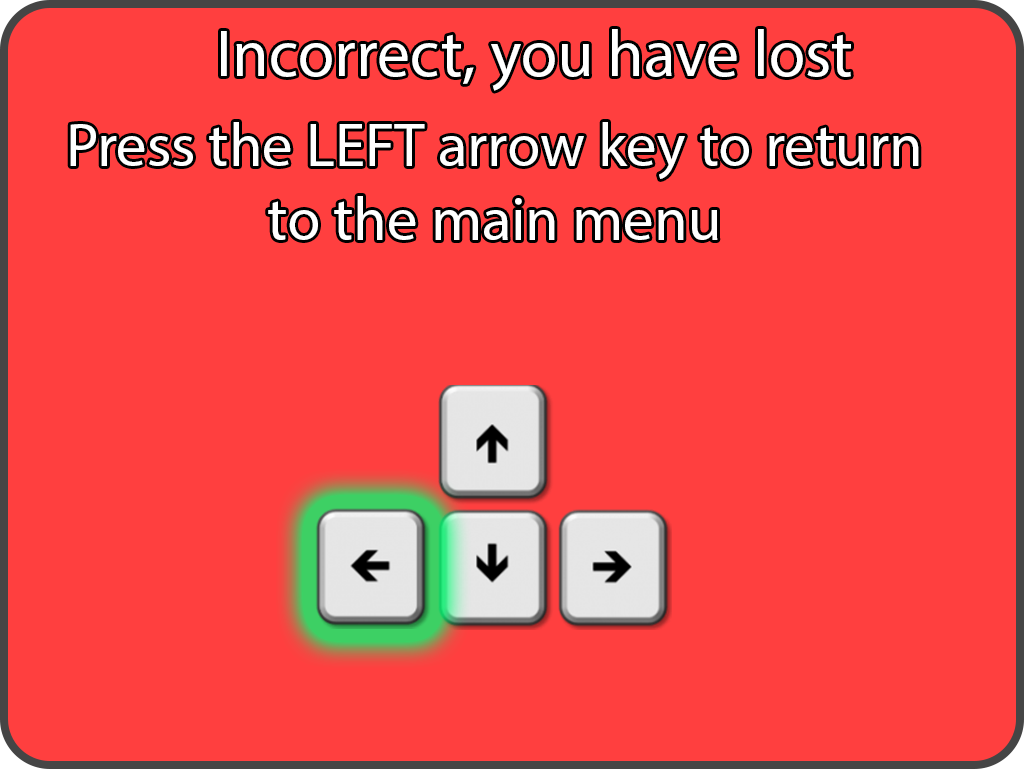 Incorrect, you have lost
Press the LEFT arrow key to return
to the main menu